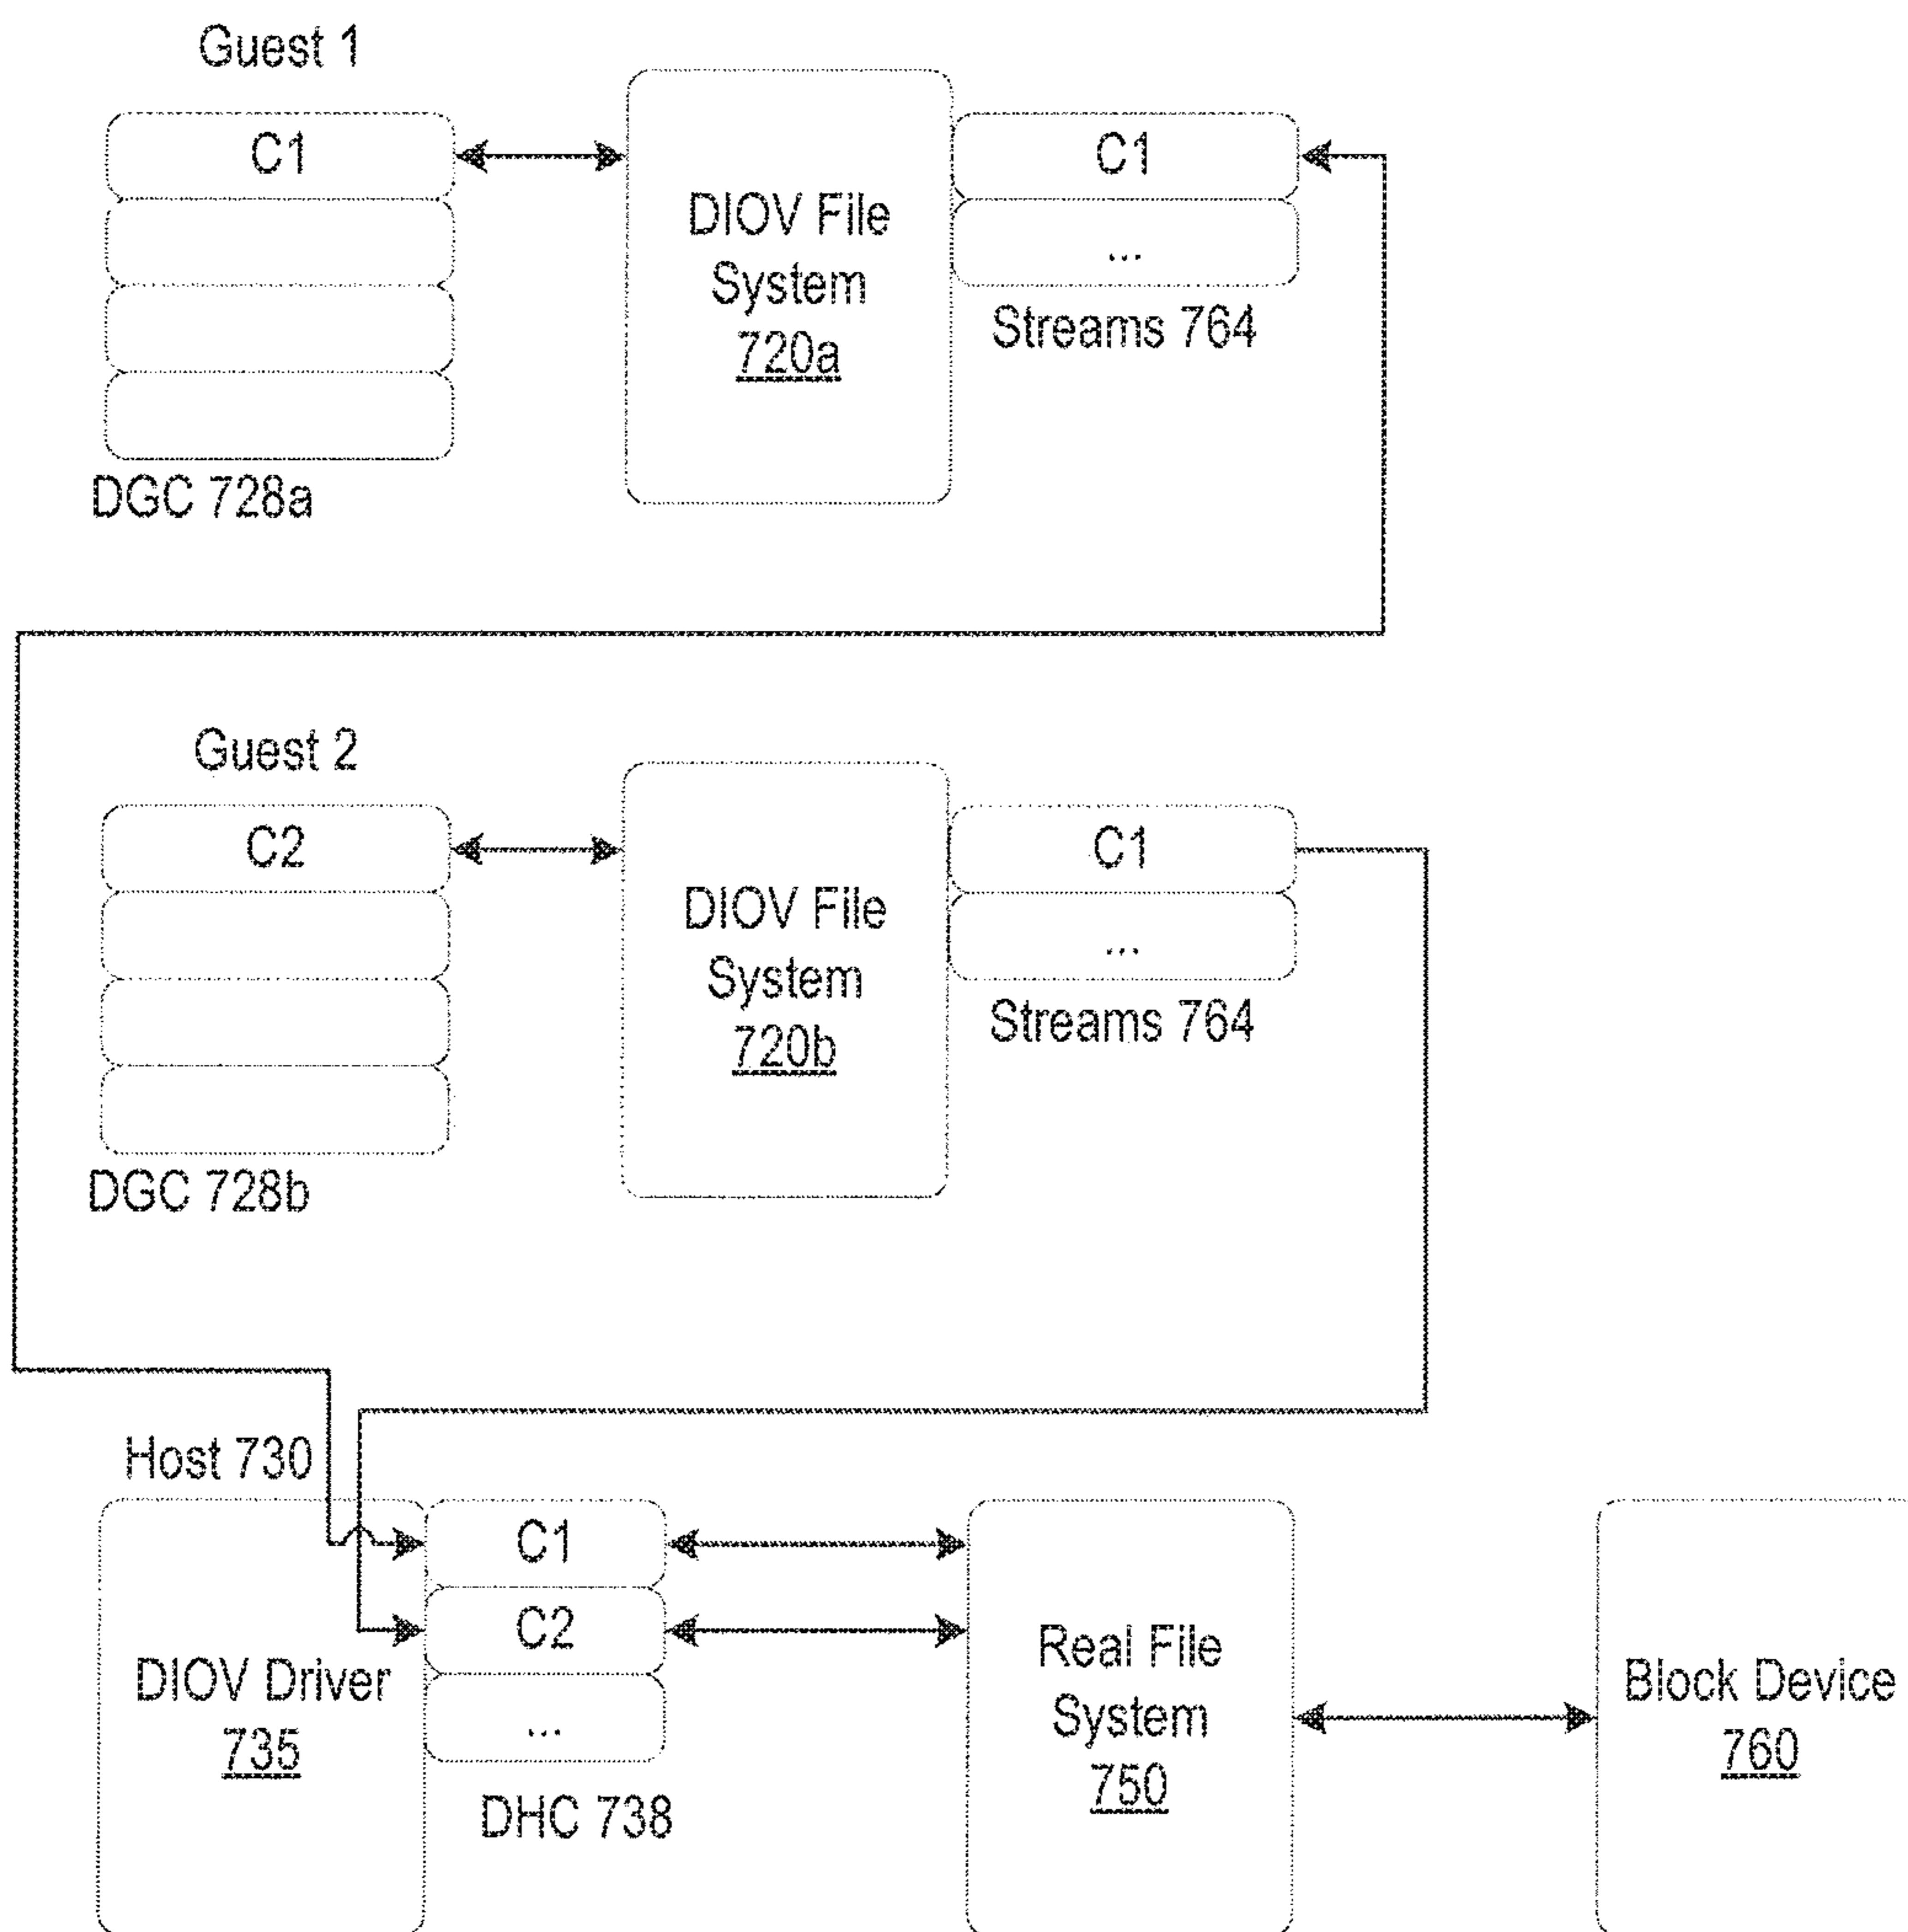 Guest 1
C1
DIOV File
System
720a
C1
...
Streams 764
DGC 728a
Guest 2
C2
DIOV File
System
720b
C1
...
Streams 764
DGC 728b
Host 730
DIOV Driver
735
C1
C2
...
DHC 738
Real File
System
750
Block Device
760